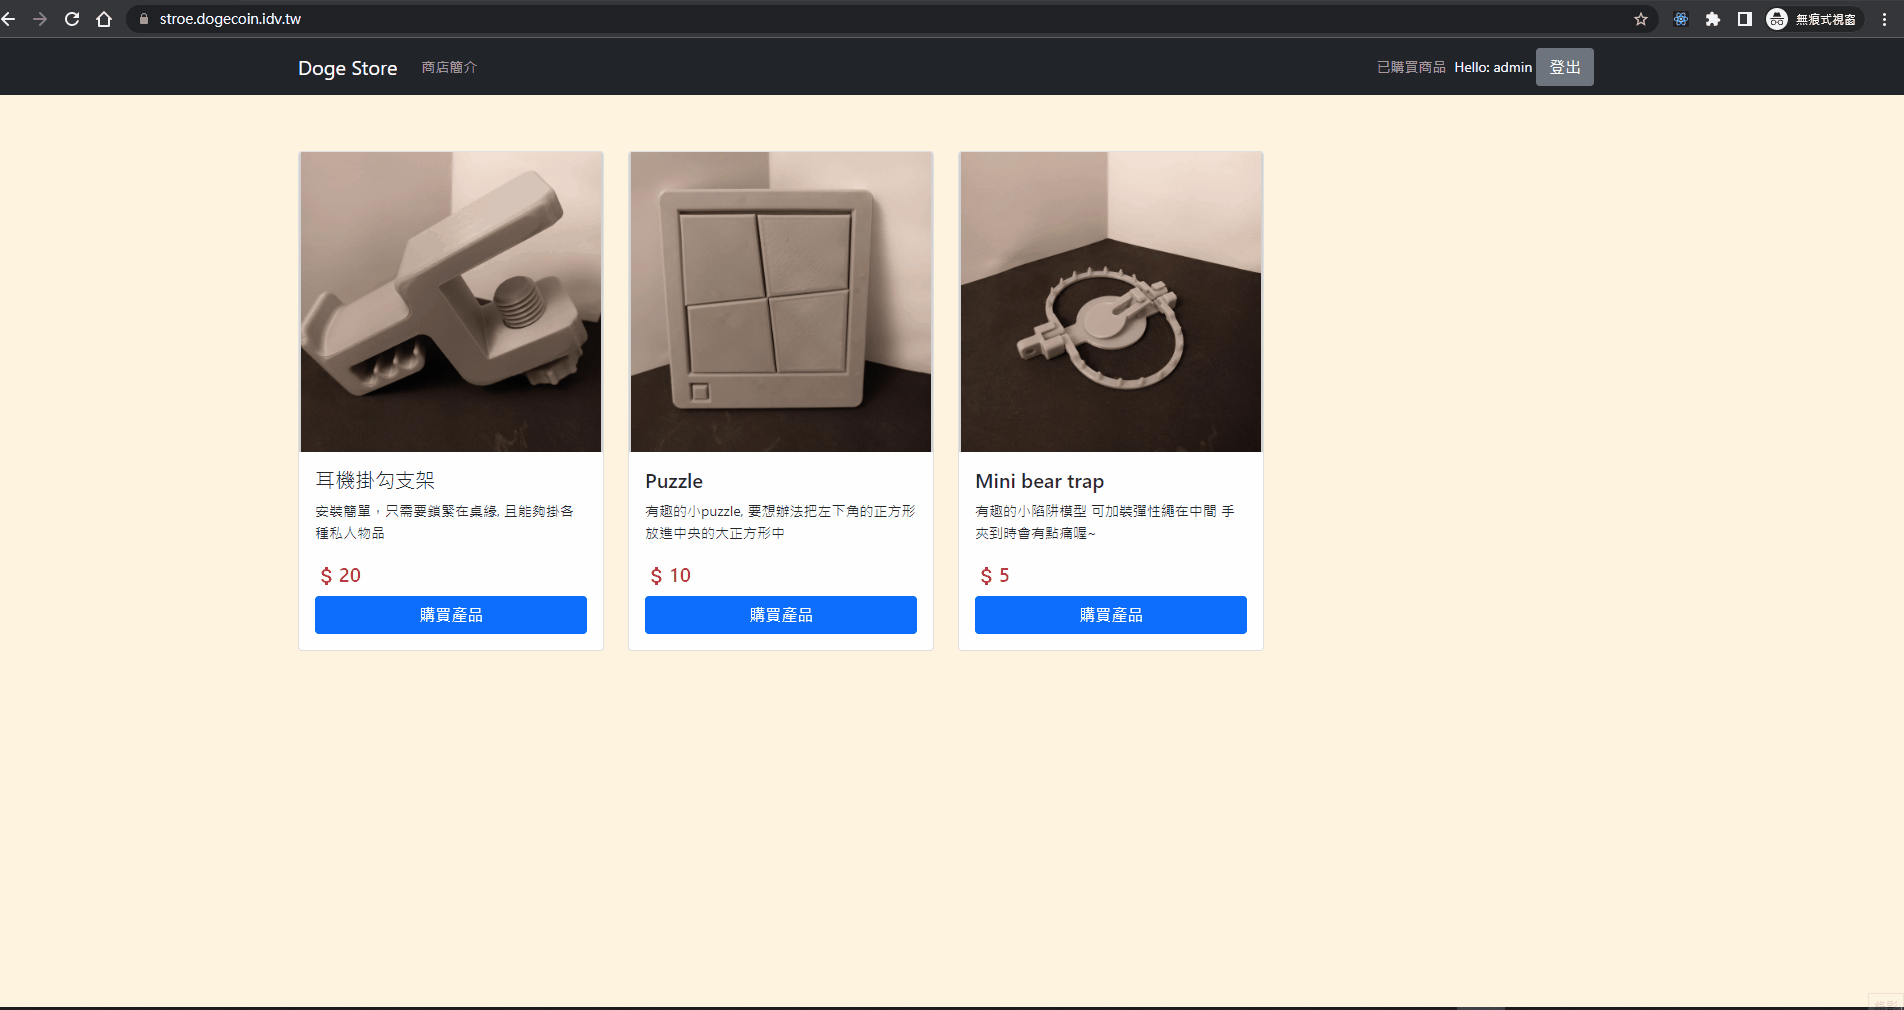 stroe.dogecoin.idv.tw
無痕式視窗
Doge Store
商店簡介
已購買商品
Hello: admin
登出
耳機掛勾支架
安裝簡單，只需要鎖緊在桌緣, 且能夠掛各
種私人物品
$ 20
購買產品
Puzzle
有趣的小puzzle, 要想辦法把左下角的正方形
放進中央的大正方形中
$ 10
購買產品
Mini bear trap
有趣的小陷阱模型 可加裝彈性繩在中間 手
夾到時會有點痛喔~
$ 5
購買產品